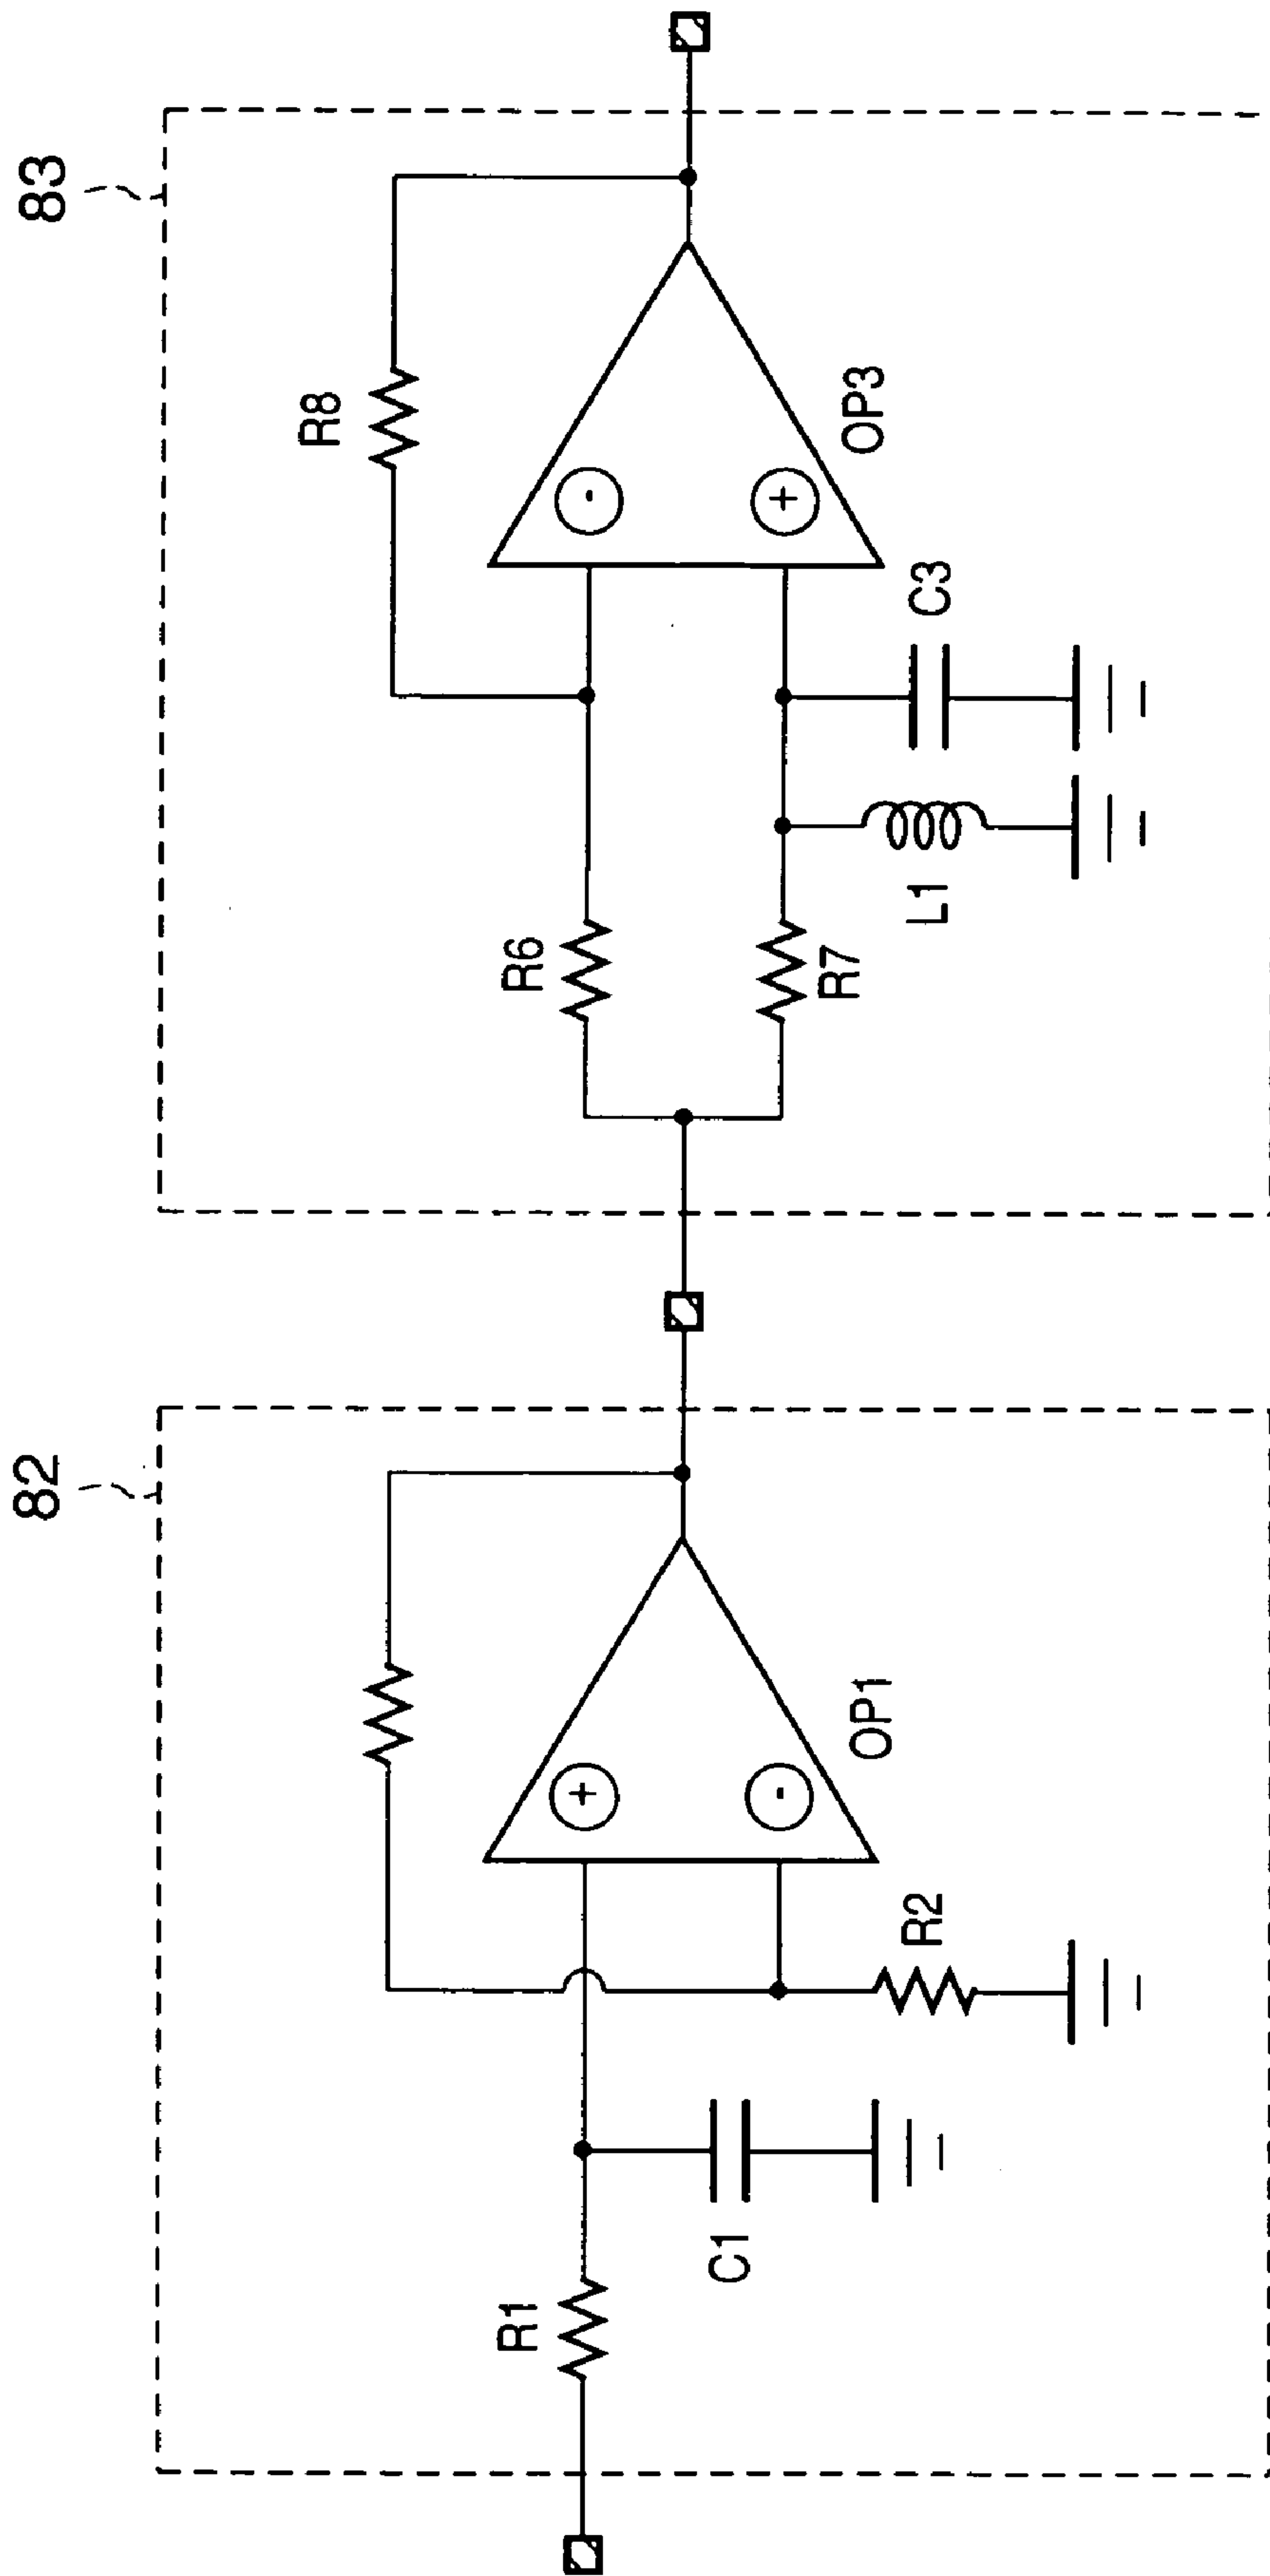 82
83
R1
C1
+
-
OP1
R2
R6
R7
L1
C3
R8
-
+
OP3